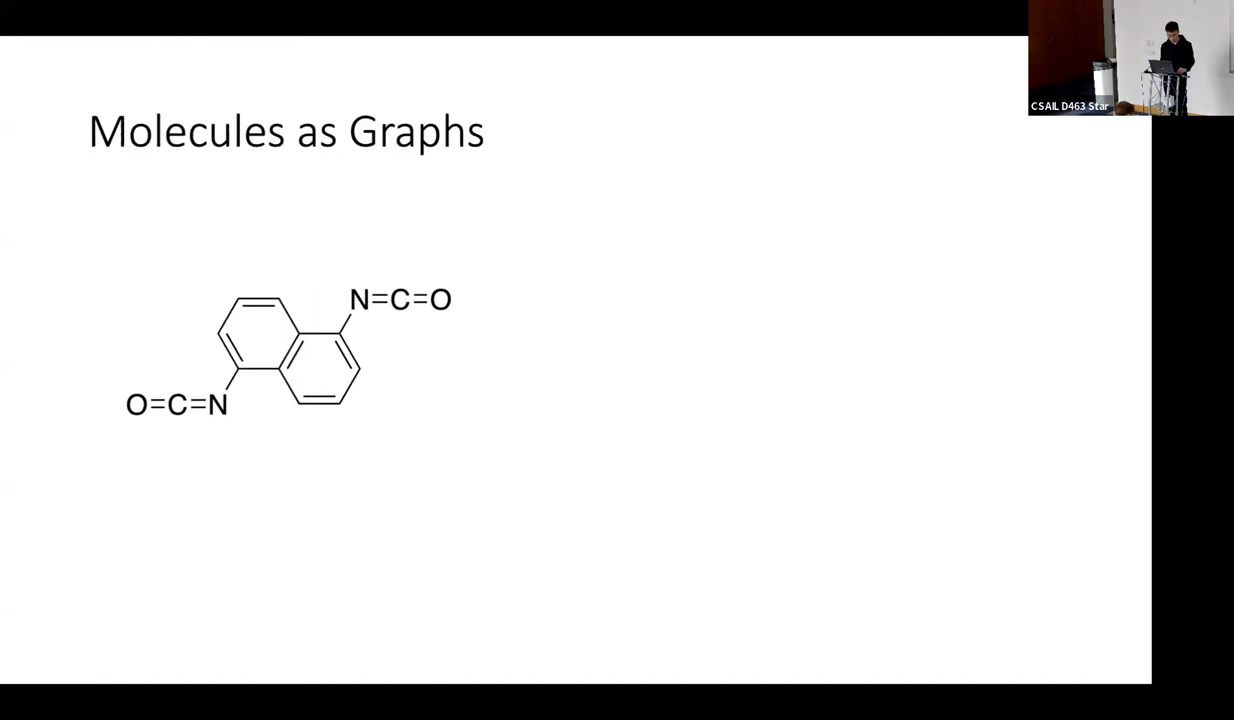 Molecules as Graphs
N=C=O
O=C=N
CSAIL D463 Star